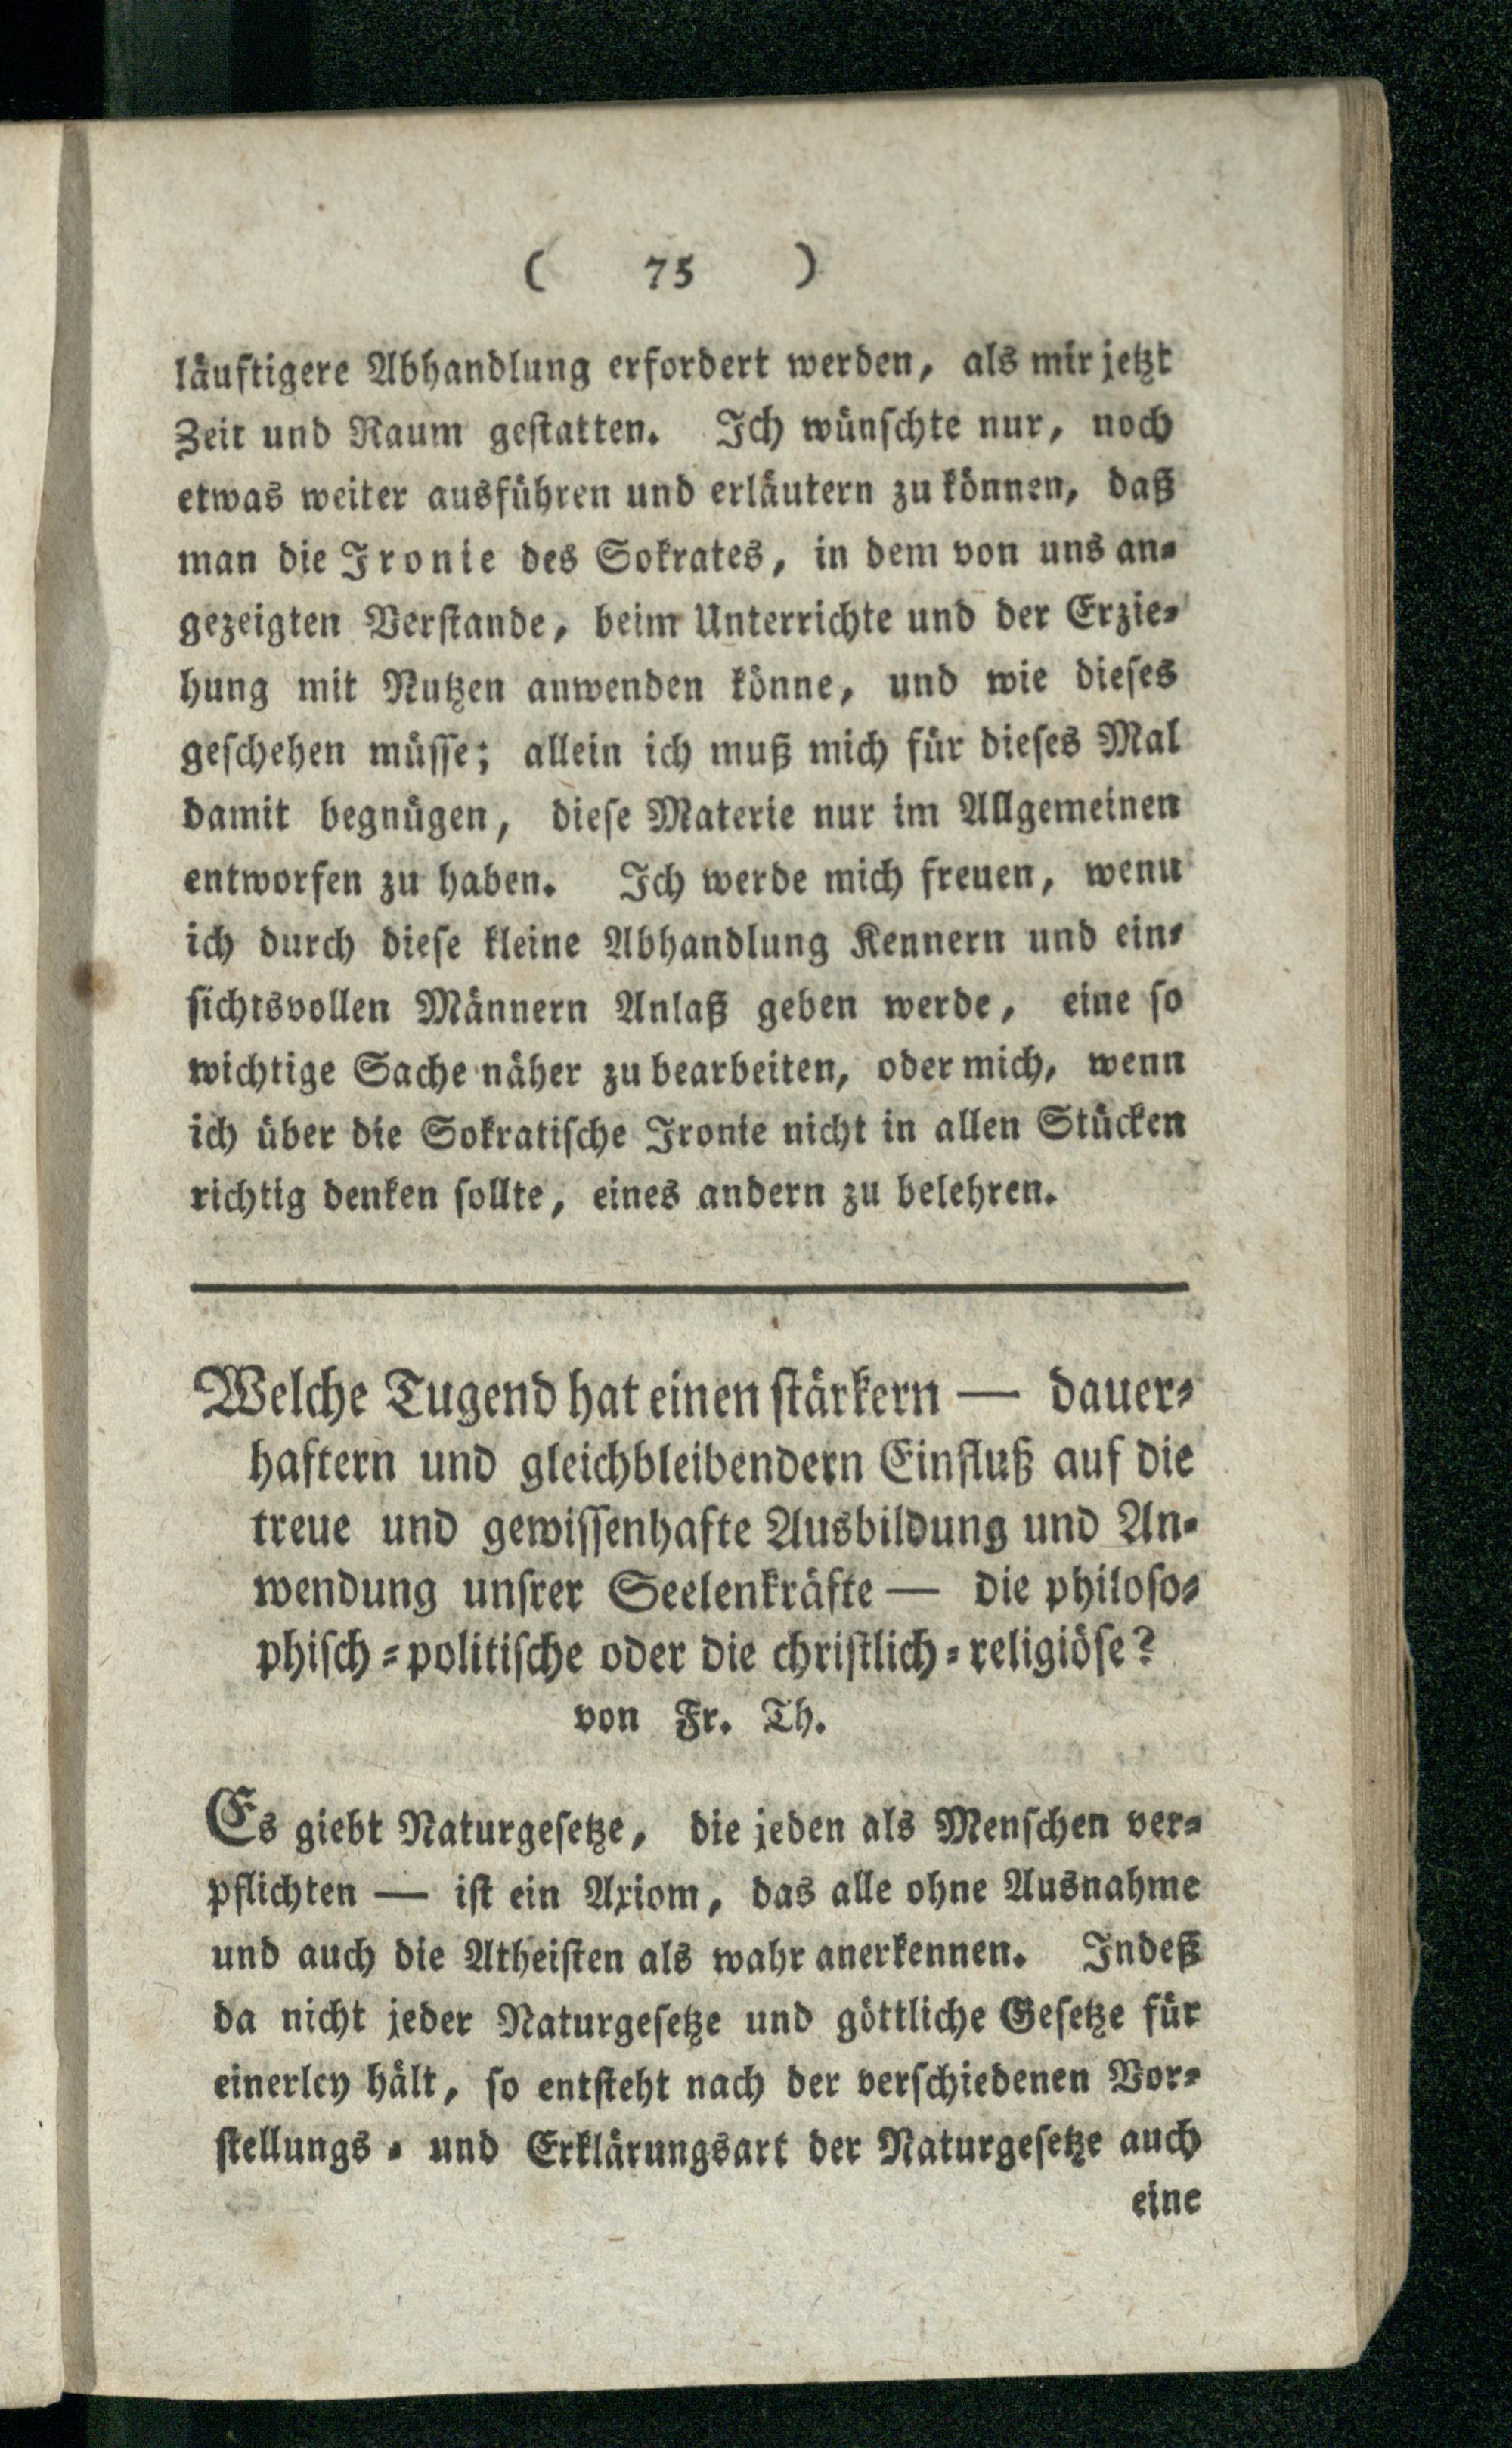 ( 75 )
läuftigere Abhandlung erfordert werden, als mir jetzt
Zeit und Raum gestatten. Ich wünschte nur, noch
etwas weiter ausführen und erläutern zu können, daß
man die Ironie des Sokrates, in dem von uns an-
gezeigten Verstande, beim Unterrichte und der Erzie-
hung mit Nutzen anwenden könne, und wie dieses
geschehen müsse; allein ich muß mich für dieses Mal
damit begnügen, diese Materie nur im Allgemeinen
entworfen zu haben. Ich werde mich freuen, wenn
ich durch diese kleine Abhandlung Kennern und ein-
sichtsvollen Männern Anlaß geben werde, eine so
wichtige Sache näher zu bearbeiten, oder mich, wenn
ich über die Sokratische Ironie nicht in allen Stücken
richtig denken sollte, eines andern zu belehren.
Welche Tugend hat einen stärkern — dauer-
haftern und gleichbleibendern Einfluß auf die
treue und gewissenhafte Ausbildung und An-
wendung unsrer Seelenkräfte — die philoso-
phisch-politische oder die christlich-religiöse?
von Fr. Th.
Es giebt Naturgesetze, die jeden als Menschen ver-
pflichten — ist ein Axiom, das alle ohne Ausnahme
und auch die Atheisten als wahr anerkennen. Indeß
da nicht jeder Naturgesetze und göttliche Gesetze für
einerley hält, so entsteht nach der verschiedenen Vor-
stellungs- und Erklärungsart der Naturgesetze auch
eine